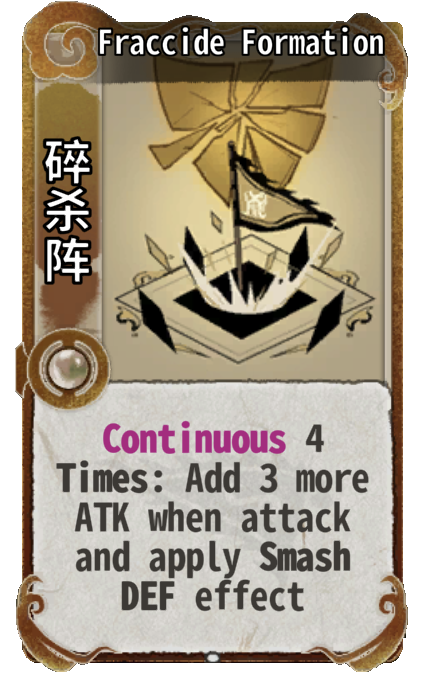 Fraccide Formation
碎杀阵
Continuous 4
Times: Add 3 more
ATK when attack
and apply Smash
DEF effect